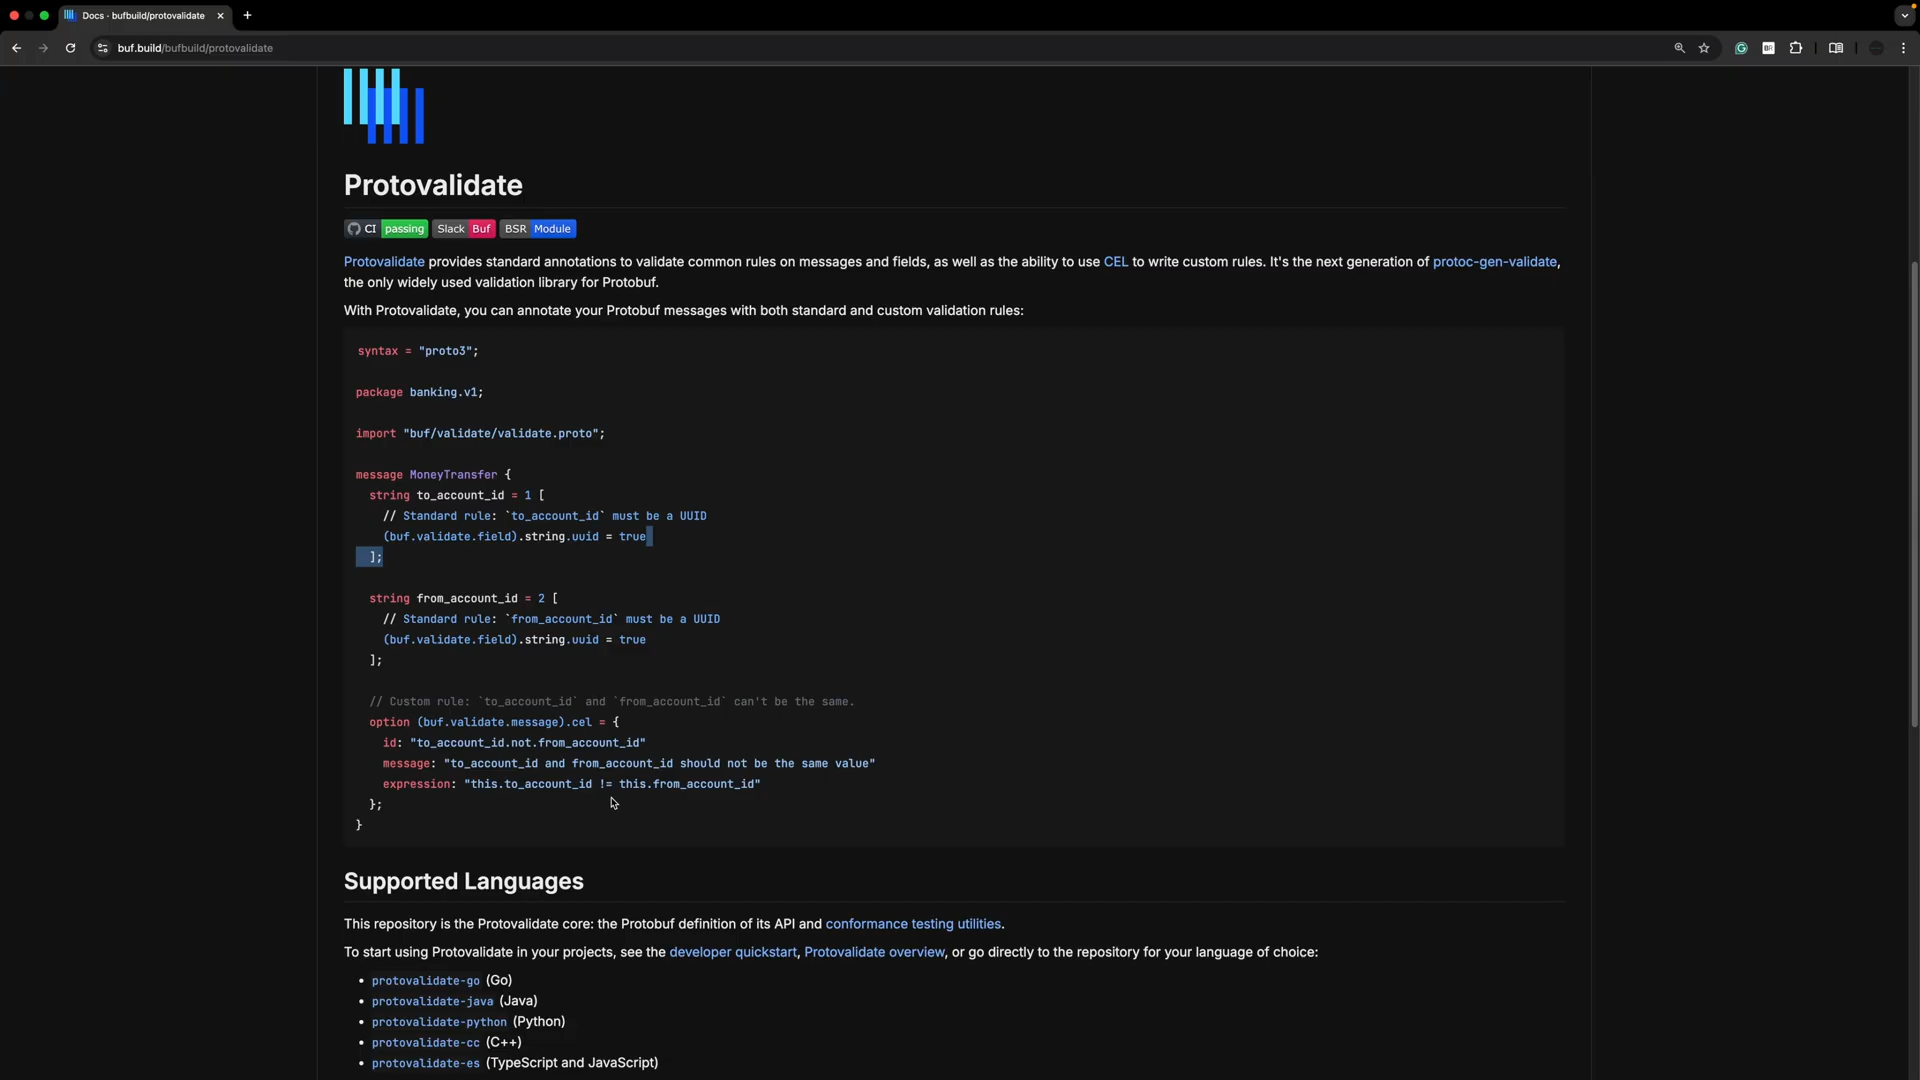 Docs · bufbuild/protovalidate
buf.build/bufbuild/protovalidate
Protovalidate
CI passing Slack Buf BSR Module
Protovalidate provides standard annotations to validate common rules on messages and fields, as well as the ability to use CEL to write custom rules. It's the next generation of protoc-gen-validate,
the only widely used validation library for Protobuf.
With Protovalidate, you can annotate your Protobuf messages with both standard and custom validation rules:
syntax = "proto3";
package banking.v1;
import "buf/validate/validate.proto";
message MoneyTransfer {
string to_account_id = 1 [
// Standard rule: `to_account_id` must be a UUID
(buf.validate.field).string.uuid = true
];
string from_account_id = 2 [
// Standard rule: `from_account_id` must be a UUID
(buf.validate.field).string.uuid = true
];
// Custom rule: `to_account_id` and `from_account_id` can't be the same.
option (buf.validate.message).cel = {
id: "to_account_id.not.from_account_id"
message: "to_account_id and from_account_id should not be the same value"
expression: "this.to_account_id != this.from_account_id"
};
}
Supported Languages
This repository is the Protovalidate core: the Protobuf definition of its API and conformance testing utilities.
To start using Protovalidate in your projects, see the developer quickstart, Protovalidate overview, or go directly to the repository for your language of choice:
• protovalidate-go (Go)
• protovalidate-java (Java)
• protovalidate-python (Python)
• protovalidate-cc (C++)
• protovalidate-es (TypeScript and JavaScript)